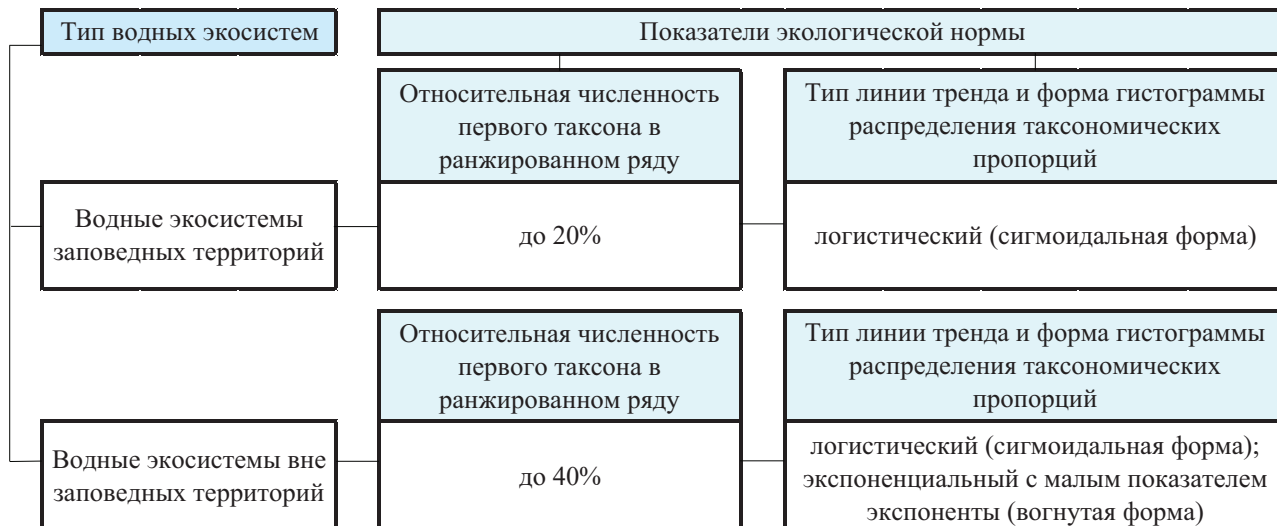 Тип водных экосистем
Показатели экологической нормы
Относительная численность
первого таксона в
ранжированном ряду
Тип линии тренда и форма гистограммы
распределения таксономических
пропорций
Водные экосистемы
заповедных территорий
до 20%
логистический (сигмоидальная форма)
Относительная численность
первого таксона в
ранжированном ряду
Тип линии тренда и форма гистограммы
распределения таксономических
пропорций
Водные экосистемы вне
заповедных территорий
до 40%
логистический (сигмоидальная форма);
экспоненциальный с малым показателем
экспоненты (вогнутая форма)